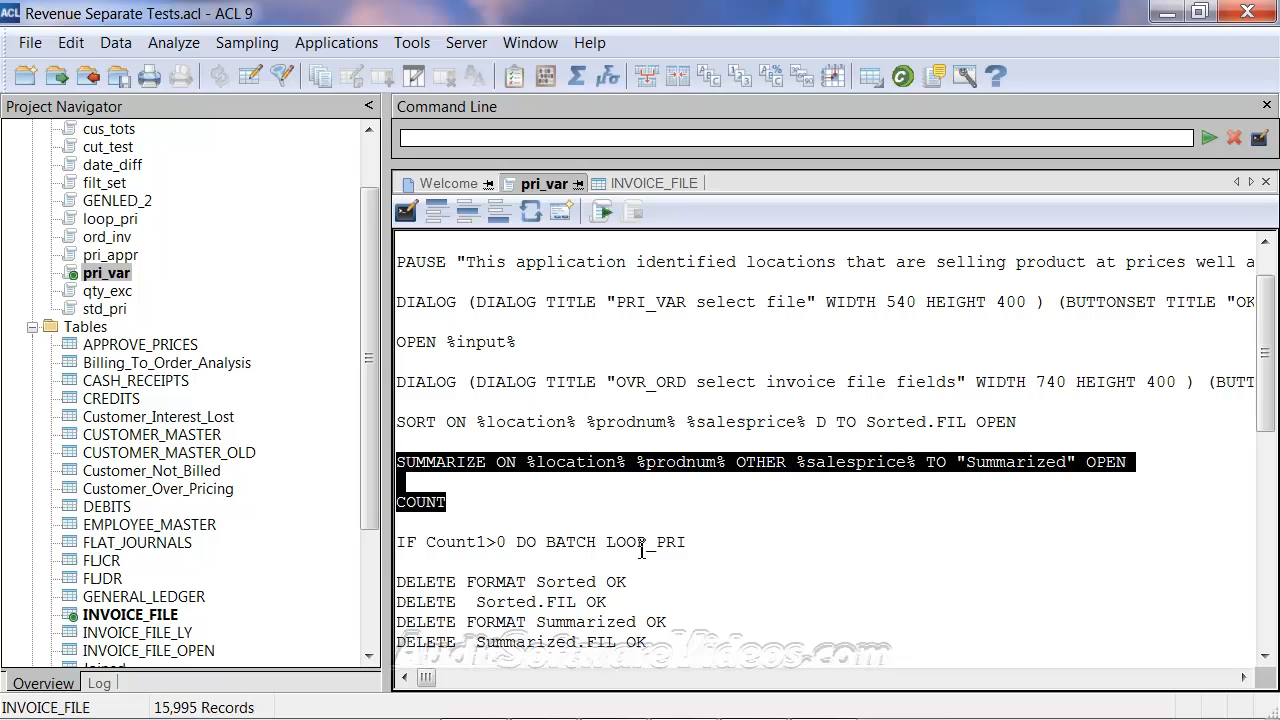 ACL Revenue Separate Tests.acl - ACL 9
File Edit Data Analyze Sampling Applications Tools Server Window Help
Project Navigator <
cus_tots
cut_test
date_diff
filt_set
GENLED_2
loop_pri
ord_inv
pri_appr
pri_var
qty_exc
std_pri
Tables
APPROVE_PRICES
Billing_To_Order_Analysis
CASH_RECEIPTS
CREDITS
Customer_Interest_Lost
CUSTOMER_MASTER
CUSTOMER_MASTER_OLD
Customer_Not_Billed
Customer_Over_Pricing
DEBITS
EMPLOYEE_MASTER
FLAT_JOURNALS
FLJCR
FLJDR
GENERAL_LEDGER
INVOICE_FILE
INVOICE_FILE_LY
INVOICE_FILE_OPEN
Joined
Overview Log
Command Line
Welcome pri_var INVOICE_FILE
PAUSE "This application identified locations that are selling product at prices well a
DIALOG (DIALOG TITLE "PRI_VAR select file" WIDTH 540 HEIGHT 400 ) (BUTTONSET TITLE "OK
OPEN %input%
DIALOG (DIALOG TITLE "OVR_ORD select invoice file fields" WIDTH 740 HEIGHT 400 ) (BUTT
SORT ON %location% %prodnum% %salesprice% D TO Sorted.FIL OPEN
SUMMARIZE ON %location% %prodnum% OTHER %salesprice% TO "Summarized" OPEN
COUNT
IF Count1>0 DO BATCH LOOP_PRI
DELETE FORMAT Sorted OK
DELETE Sorted.FIL OK
DELETE FORMAT Summarized OK
DELETE Summarized.FIL OK
AuditSoftwareVideos.com
INVOICE_FILE 15,995 Records